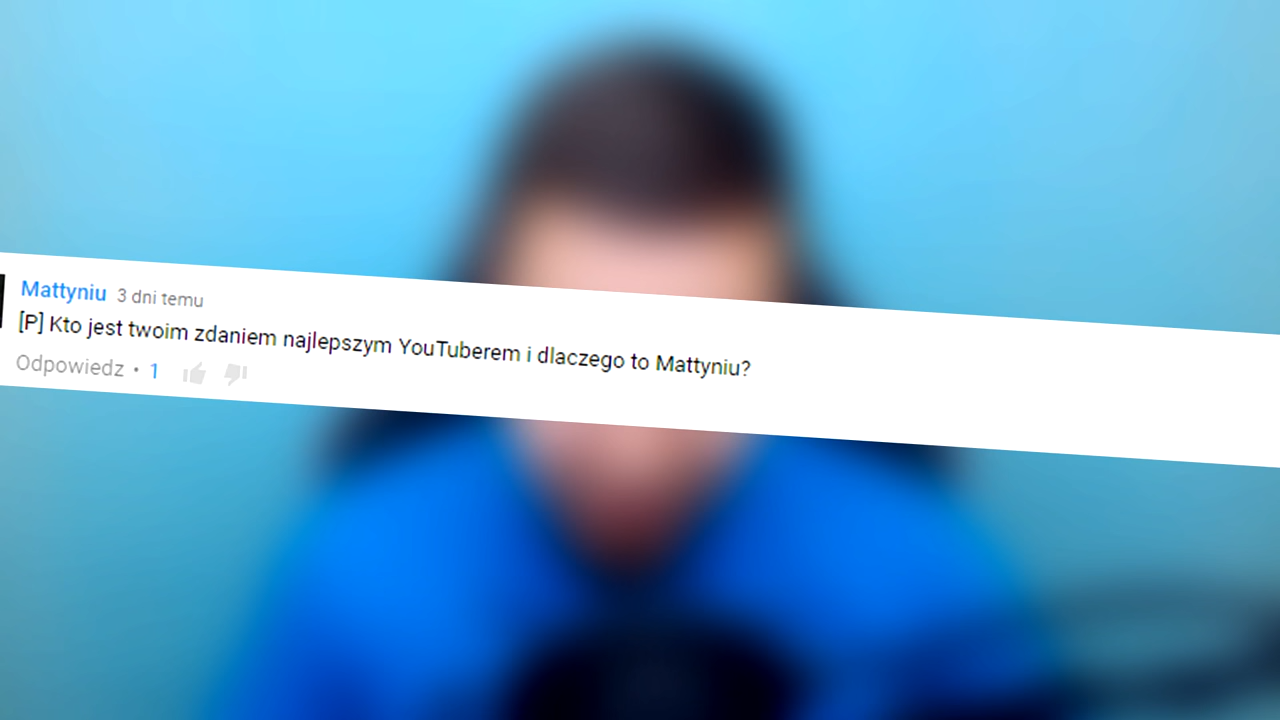 Mattyniu 3 dni temu
[P] Kto jest twoim zdaniem najlepszym YouTuberem i dlaczego to Mattyniu?
Odpowiedz • 1